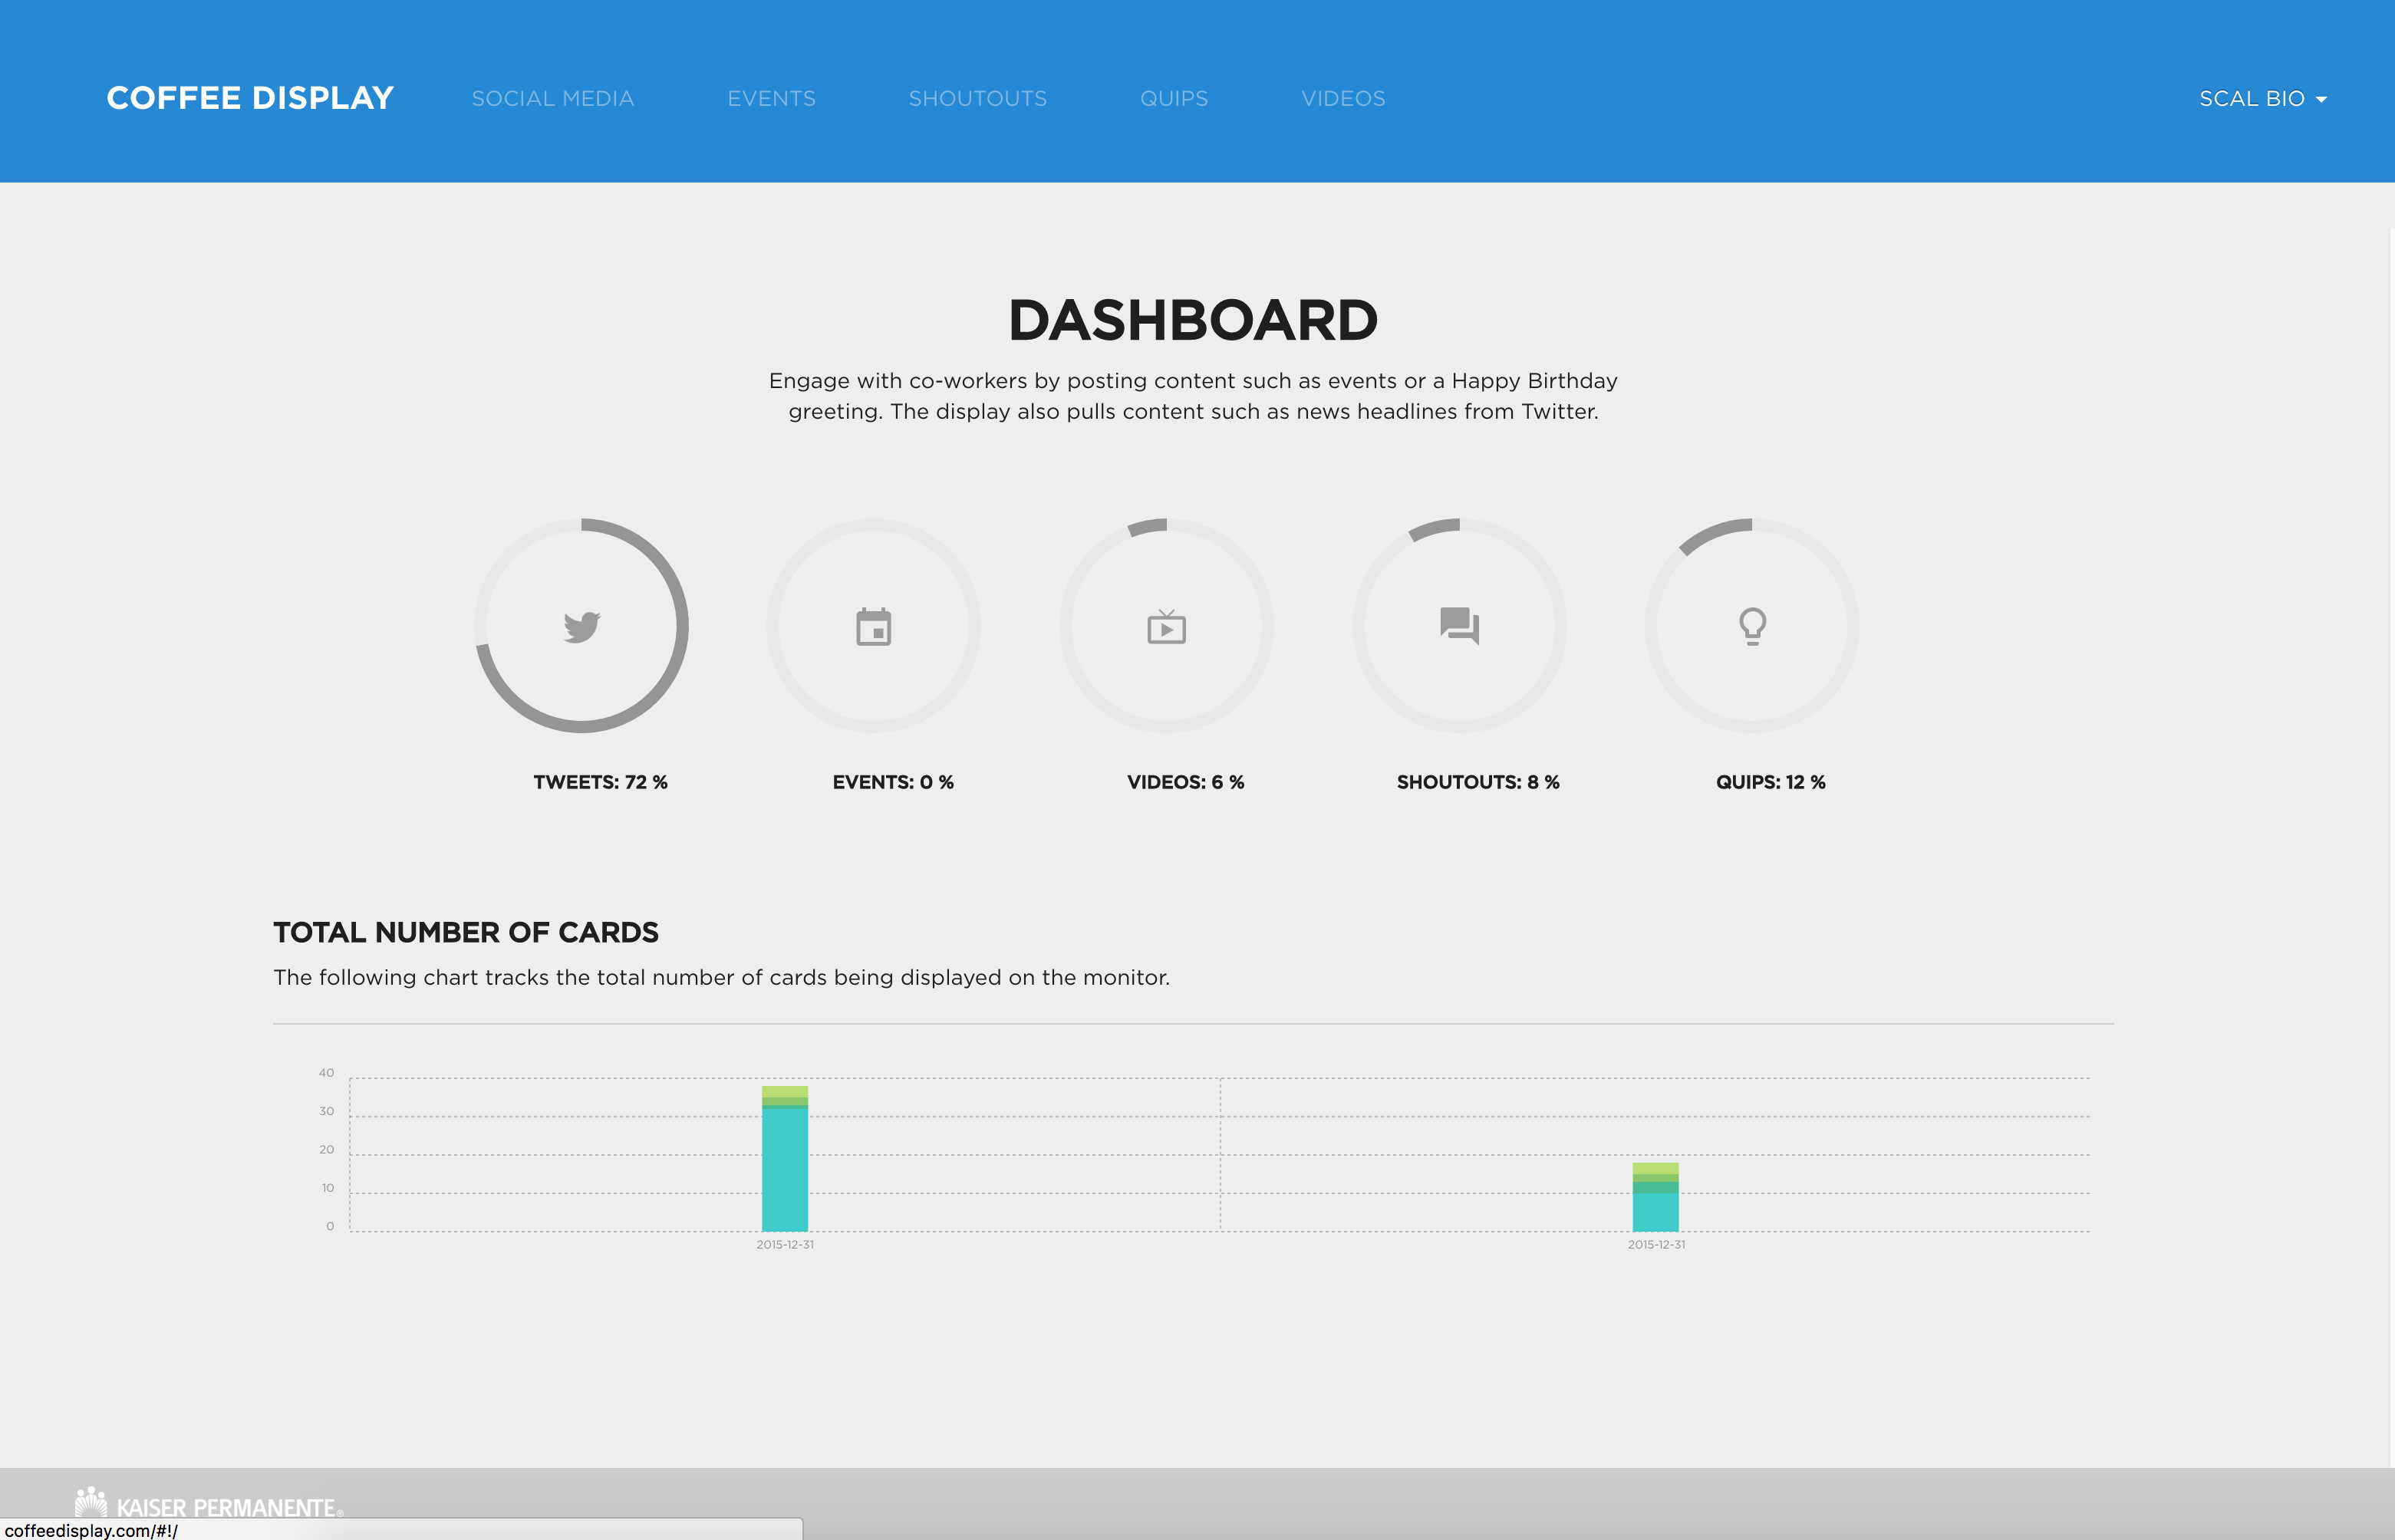 COFFEE DISPLAY
SOCIAL MEDIA
EVENTS
SHOUTOUTS
QUIPS
VIDEOS
SCAL BIO
DASHBOARD
Engage with co-workers by posting content such as events or a Happy Birthday
greeting. The display also pulls content such as news headlines from Twitter.
TWEETS: 72 %
EVENTS: 0 %
VIDEOS: 6 %
SHOUTOUTS: 8 %
QUIPS: 12 %
TOTAL NUMBER OF CARDS
The following chart tracks the total number of cards being displayed on the monitor.
40
30
20
10
0
2015-12-31
2015-12-31
KAISER PERMANENTE®
coffeedisplay.com/#!/